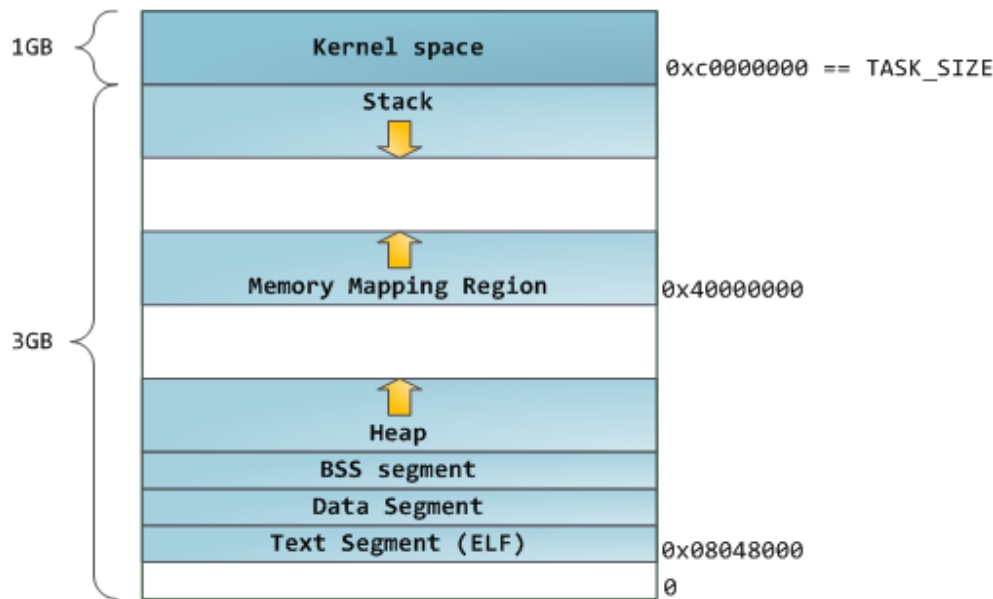 1GB
Kernel space
0xc0000000 == TASK_SIZE
Stack
Memory Mapping Region
0x40000000
3GB
Heap
BSS segment
Data Segment
Text Segment (ELF)
0x08048000
0